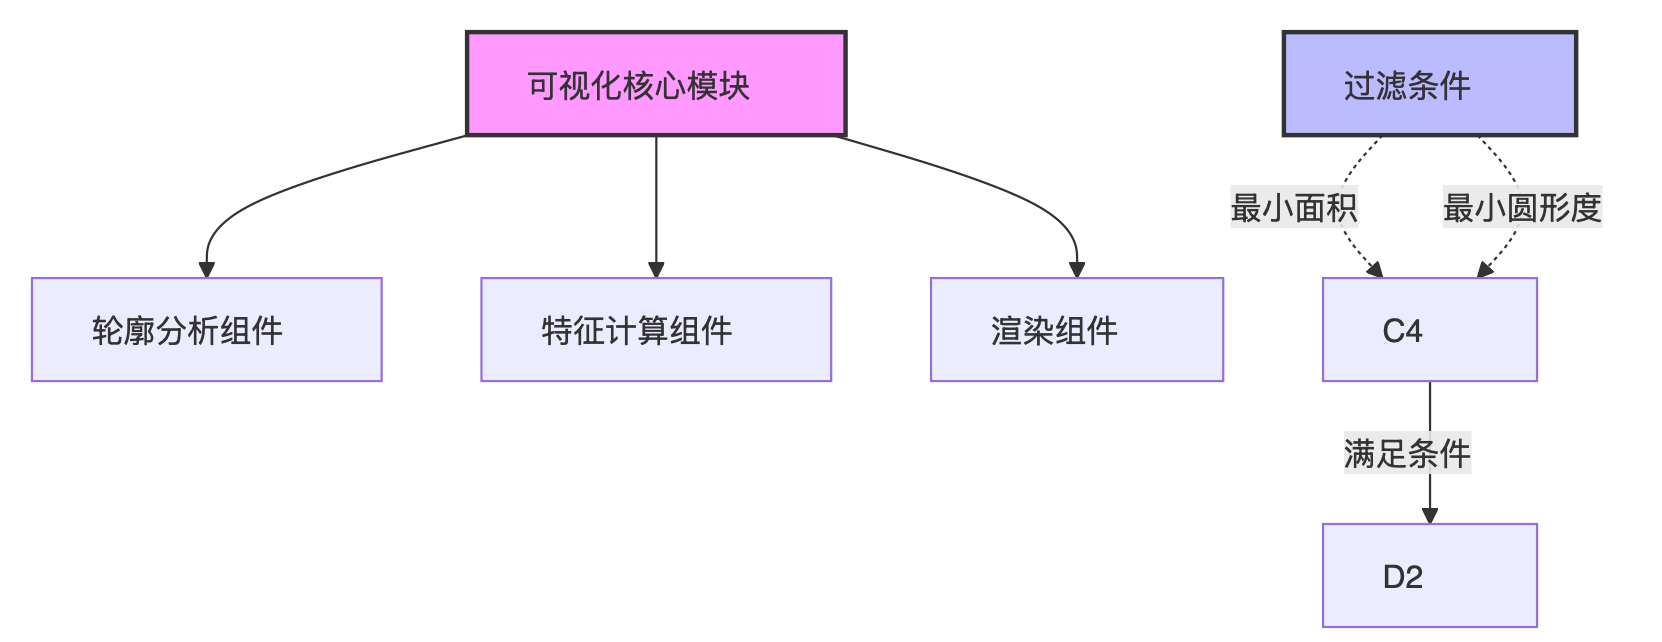 可视化核心模块
过滤条件
最小面积
最小圆形度
轮廓分析组件
特征计算组件
渲染组件
C4
满足条件
D2